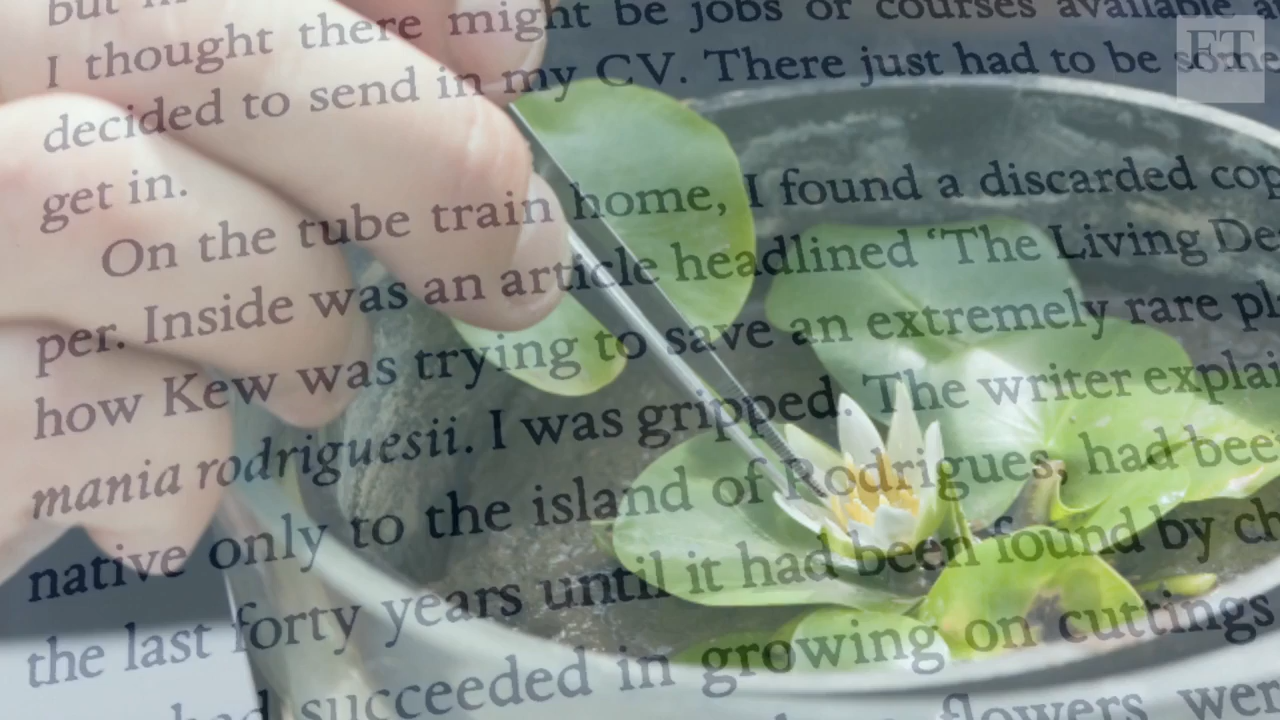 I thought there might be jobs or courses available
decided to send in my CV. There just had to be some
get in.
On the tube train home, I found a discarded cop
per. Inside was an article headlined ‘The Living De
how Kew was trying to save an extremely rare pl
mania rodriguesii. I was gripped. The writer explai
native only to the island of Rodrigues, had bee
the last forty years until it had been found by ch
had succeeded in growing on cuttings
flowers wer
FT